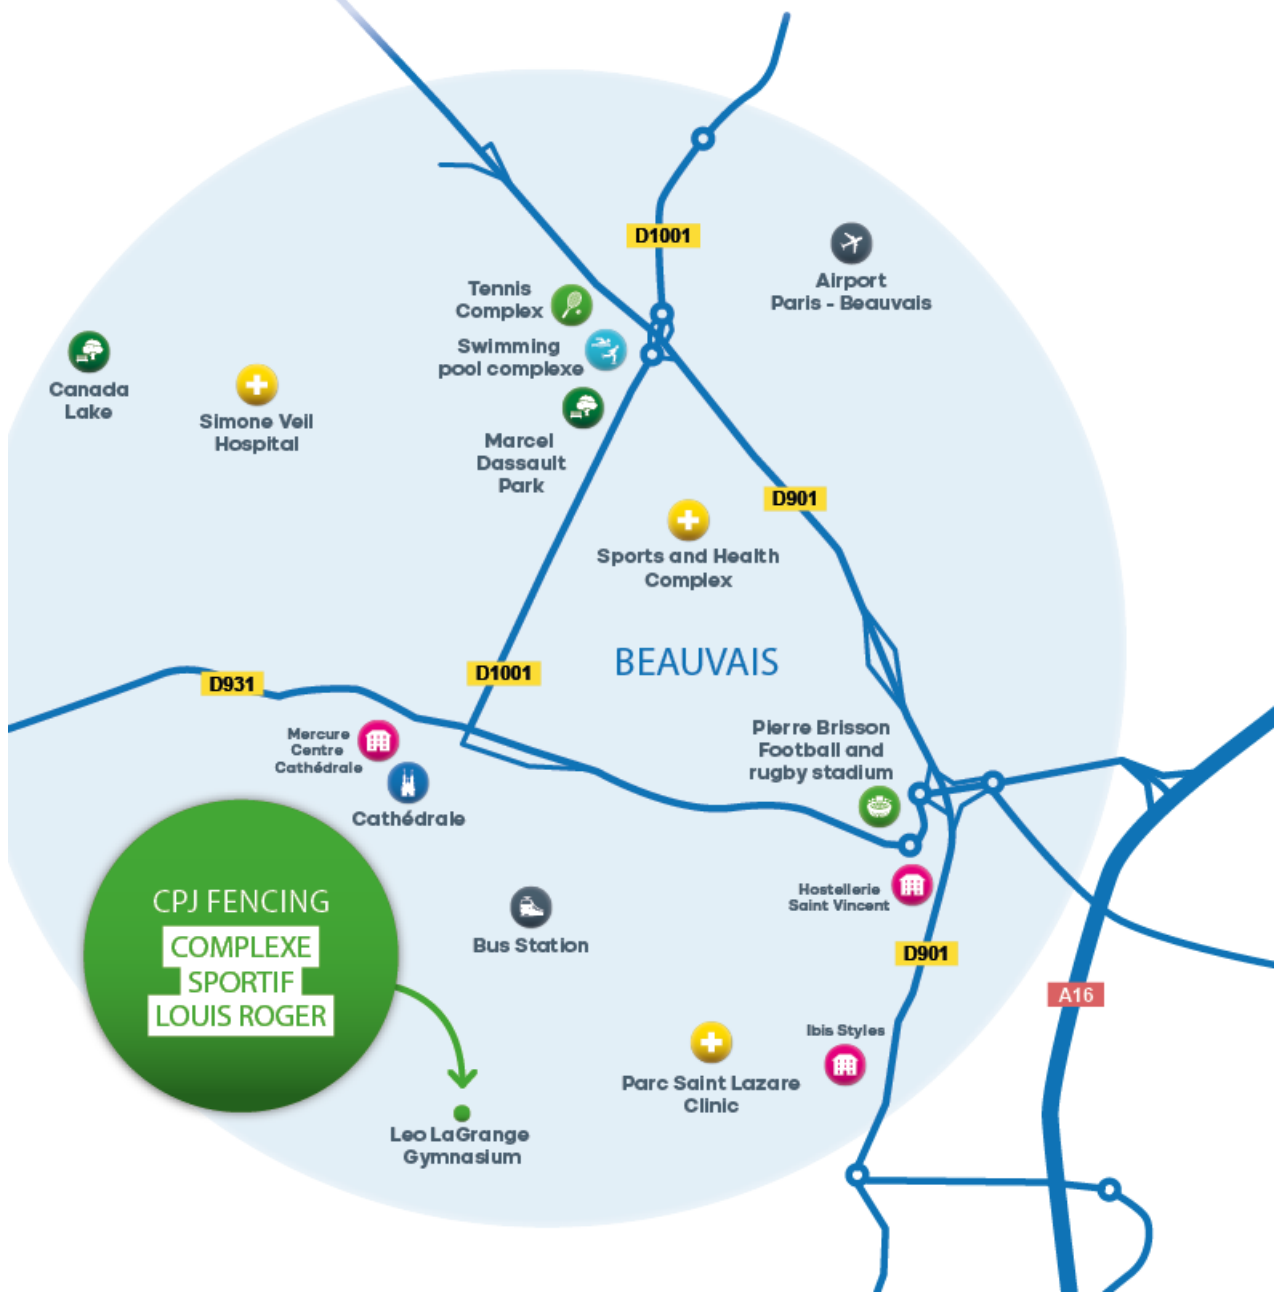 D1001
Airport
Paris - Beauvais
Tennis
Complex
Swimming
pool complexe
Canada
Lake
Simone Veil
Hospital
Marcel
Dassault
Park
D901
Sports and Health
Complex
BEAUVAIS
D1001
D931
Mercure
Centre
Cathédrale
Cathédrale
Pierre Brisson
Football and
rugby stadium
Hostellerie
Saint Vincent
CPJ FENCING
COMPLEXE
SPORTIF
LOUIS ROGER
Bus Station
D901
A16
Ibis Styles
Parc Saint Lazare
Clinic
Leo LaGrange
Gymnasium